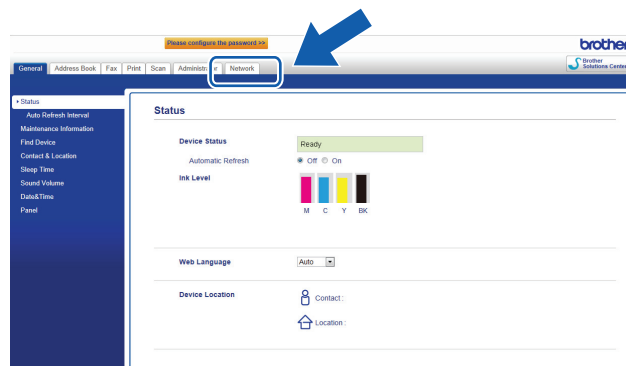 Please configure the password >>
brother
General Address Book Fax Print Scan Administrator Network
Brother
Solutions Center
Status
Auto Refresh Interval
Maintenance Information
Find Device
Contact & Location
Sleep Time
Sound Volume
Date&Time
Panel
Status
Device Status Ready
Automatic Refresh Off On
Ink Level
M C Y BK
Web Language Auto
Device Location Contact :
Location :